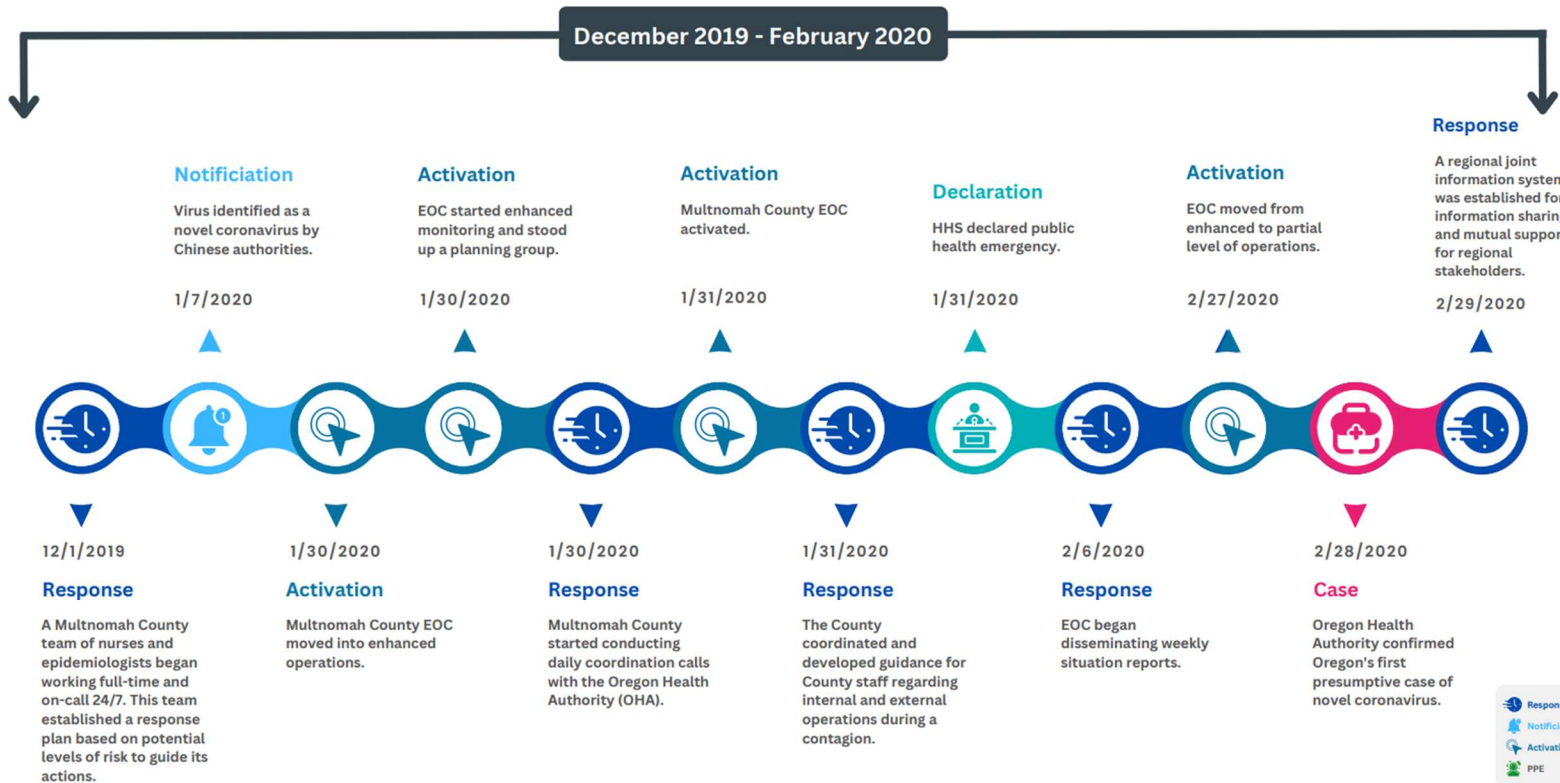 December 2019 - February 2020
Notificiation
Virus identified as a
novel coronavirus by
Chinese authorities.
1/7/2020
Activation
EOC started enhanced
monitoring and stood
up a planning group.
1/30/2020
Activation
Multnomah County EOC
activated.
1/31/2020
Declaration
HHS declared public
health emergency.
1/31/2020
Activation
EOC moved from
enhanced to partial
level of operations.
2/27/2020
Response
A regional joint
information system
was established for
information sharing
and mutual support
for regional
stakeholders.
2/29/2020
1
12/1/2019
Response
A Multnomah County
team of nurses and
epidemiologists began
working full-time and
on-call 24/7. This team
established a response
plan based on potential
levels of risk to guide its
actions.
1/30/2020
Activation
Multnomah County EOC
moved into enhanced
operations.
1/30/2020
Response
Multnomah County
started conducting
daily coordination calls
with the Oregon Health
Authority (OHA).
1/31/2020
Response
The County
coordinated and
developed guidance for
County staff regarding
internal and external
operations during a
contagion.
2/6/2020
Response
EOC began
disseminating weekly
situation reports.
2/28/2020
Case
Oregon Health
Authority confirmed
Oregon's first
presumptive case of
novel coronavirus.
PPE